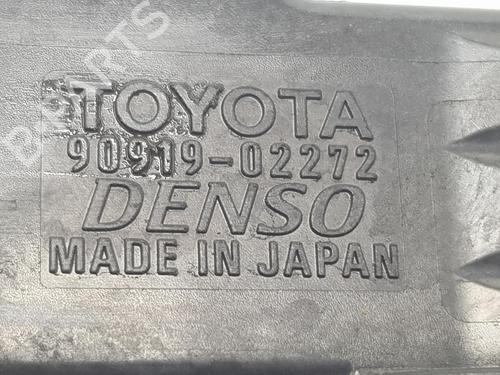 TOYOTA
90919-02272
DENSO
MADE IN JAPAN